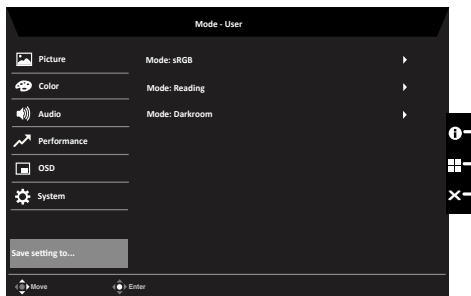 Mode - User
Picture
Color
Audio
Performance
OSD
System
Save setting to...
Mode: sRGB
Mode: Reading
Mode: Darkroom
Move
Enter